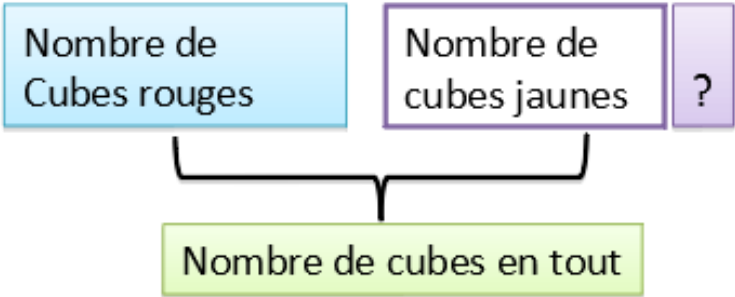 Nombre de
Cubes rouges
Nombre de
cubes jaunes
?
Nombre de cubes en tout